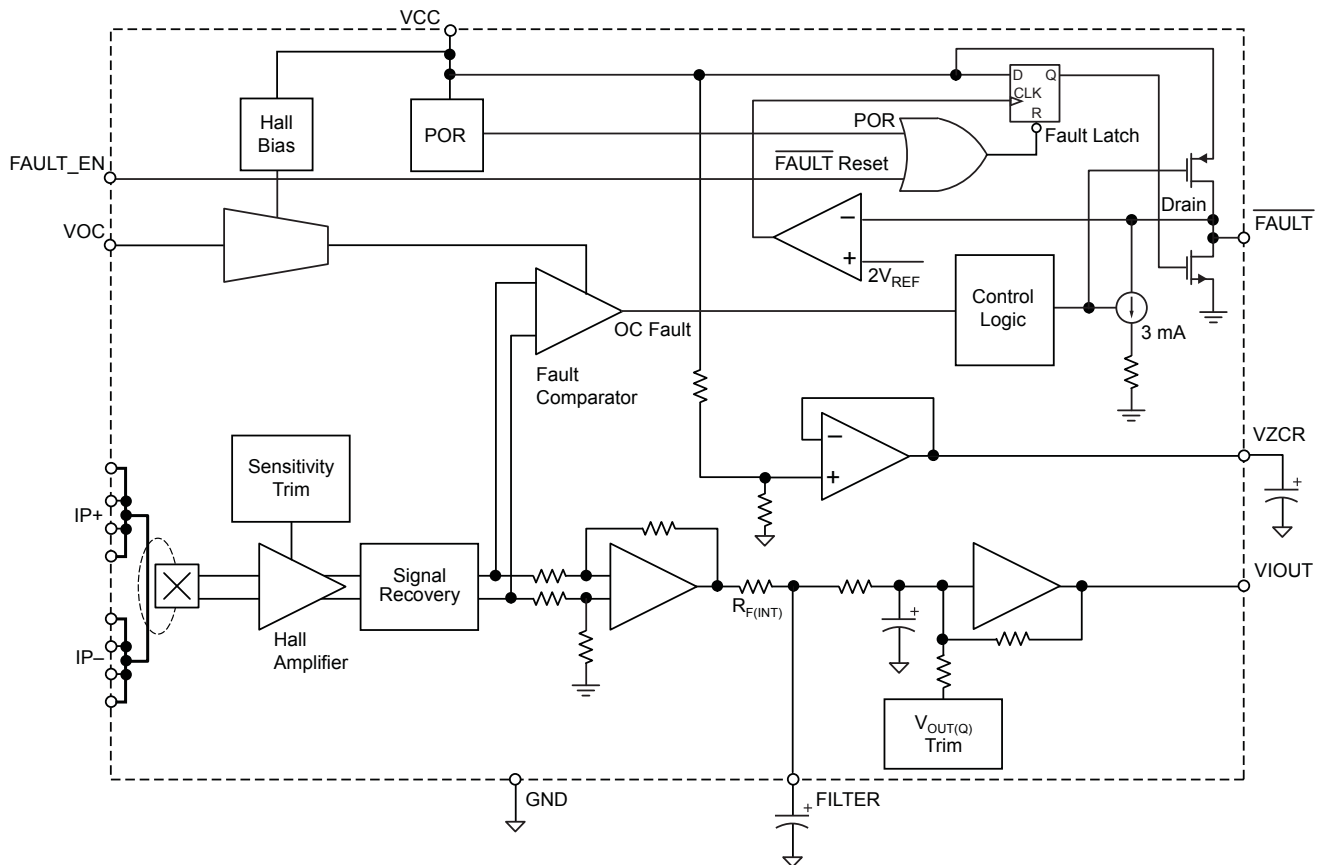 VCC
D Q
CLK
R
Fault Latch
Hall
Bias
POR
POR
FAULT_EN
FAULT Reset
Drain
VOC
FAULT
2VREF
Control
Logic
OC Fault
3 mA
Fault
Comparator
VZCR
Sensitivity
Trim
IP+
Signal
Recovery
VIOUT
RF(INT)
Hall
Amplifier
IP–
VOUT(Q)
Trim
GND
FILTER
− +
− +
+
+
+